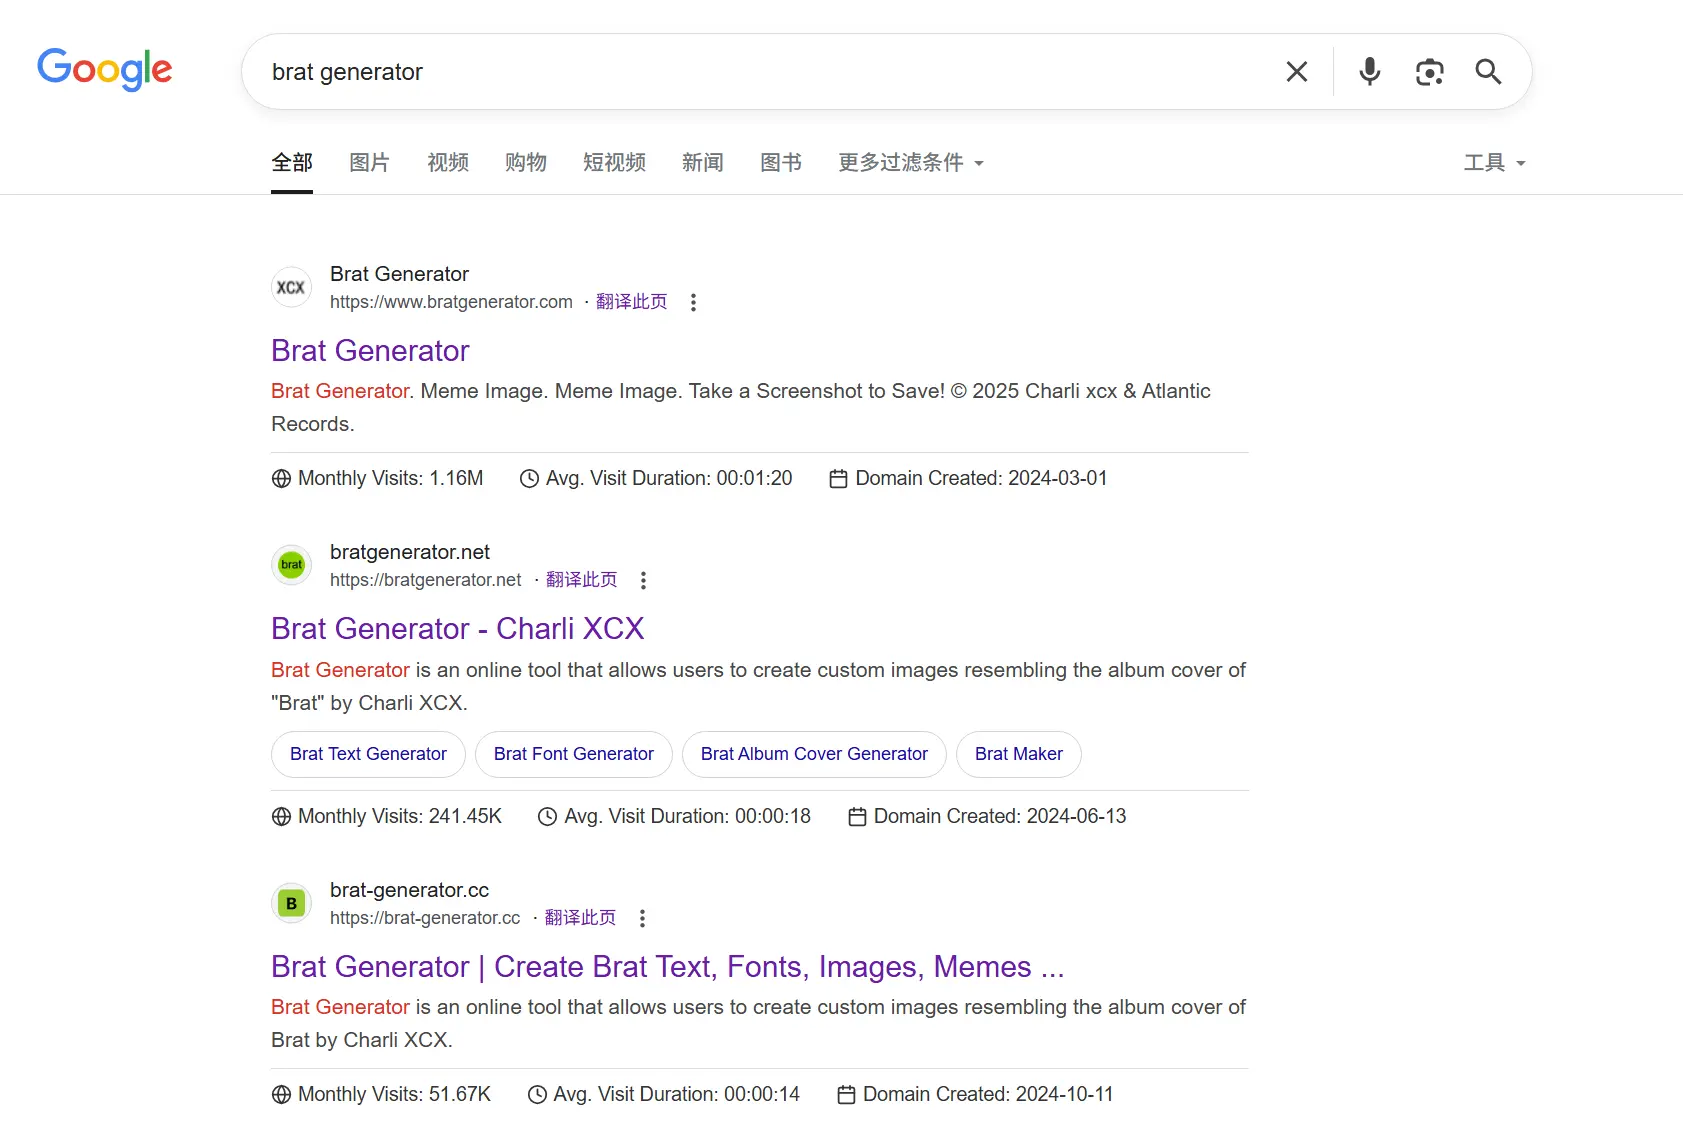 Google
brat generator
全部 图片 视频 购物 短视频 新闻 图书 更多过滤条件 工具
XCX
Brat Generator
https://www.bratgenerator.com · 翻译此页
Brat Generator
Brat Generator. Meme Image. Meme Image. Take a Screenshot to Save! © 2025 Charli xcx & Atlantic
Records.
Monthly Visits: 1.16M Avg. Visit Duration: 00:01:20 Domain Created: 2024-03-01
brat
bratgenerator.net
https://bratgenerator.net · 翻译此页
Brat Generator - Charli XCX
Brat Generator is an online tool that allows users to create custom images resembling the album cover of
"Brat" by Charli XCX.
Brat Text Generator Brat Font Generator Brat Album Cover Generator Brat Maker
Monthly Visits: 241.45K Avg. Visit Duration: 00:00:18 Domain Created: 2024-06-13
B
brat-generator.cc
https://brat-generator.cc · 翻译此页
Brat Generator | Create Brat Text, Fonts, Images, Memes ...
Brat Generator is an online tool that allows users to create custom images resembling the album cover of
Brat by Charli XCX.
Monthly Visits: 51.67K Avg. Visit Duration: 00:00:14 Domain Created: 2024-10-11